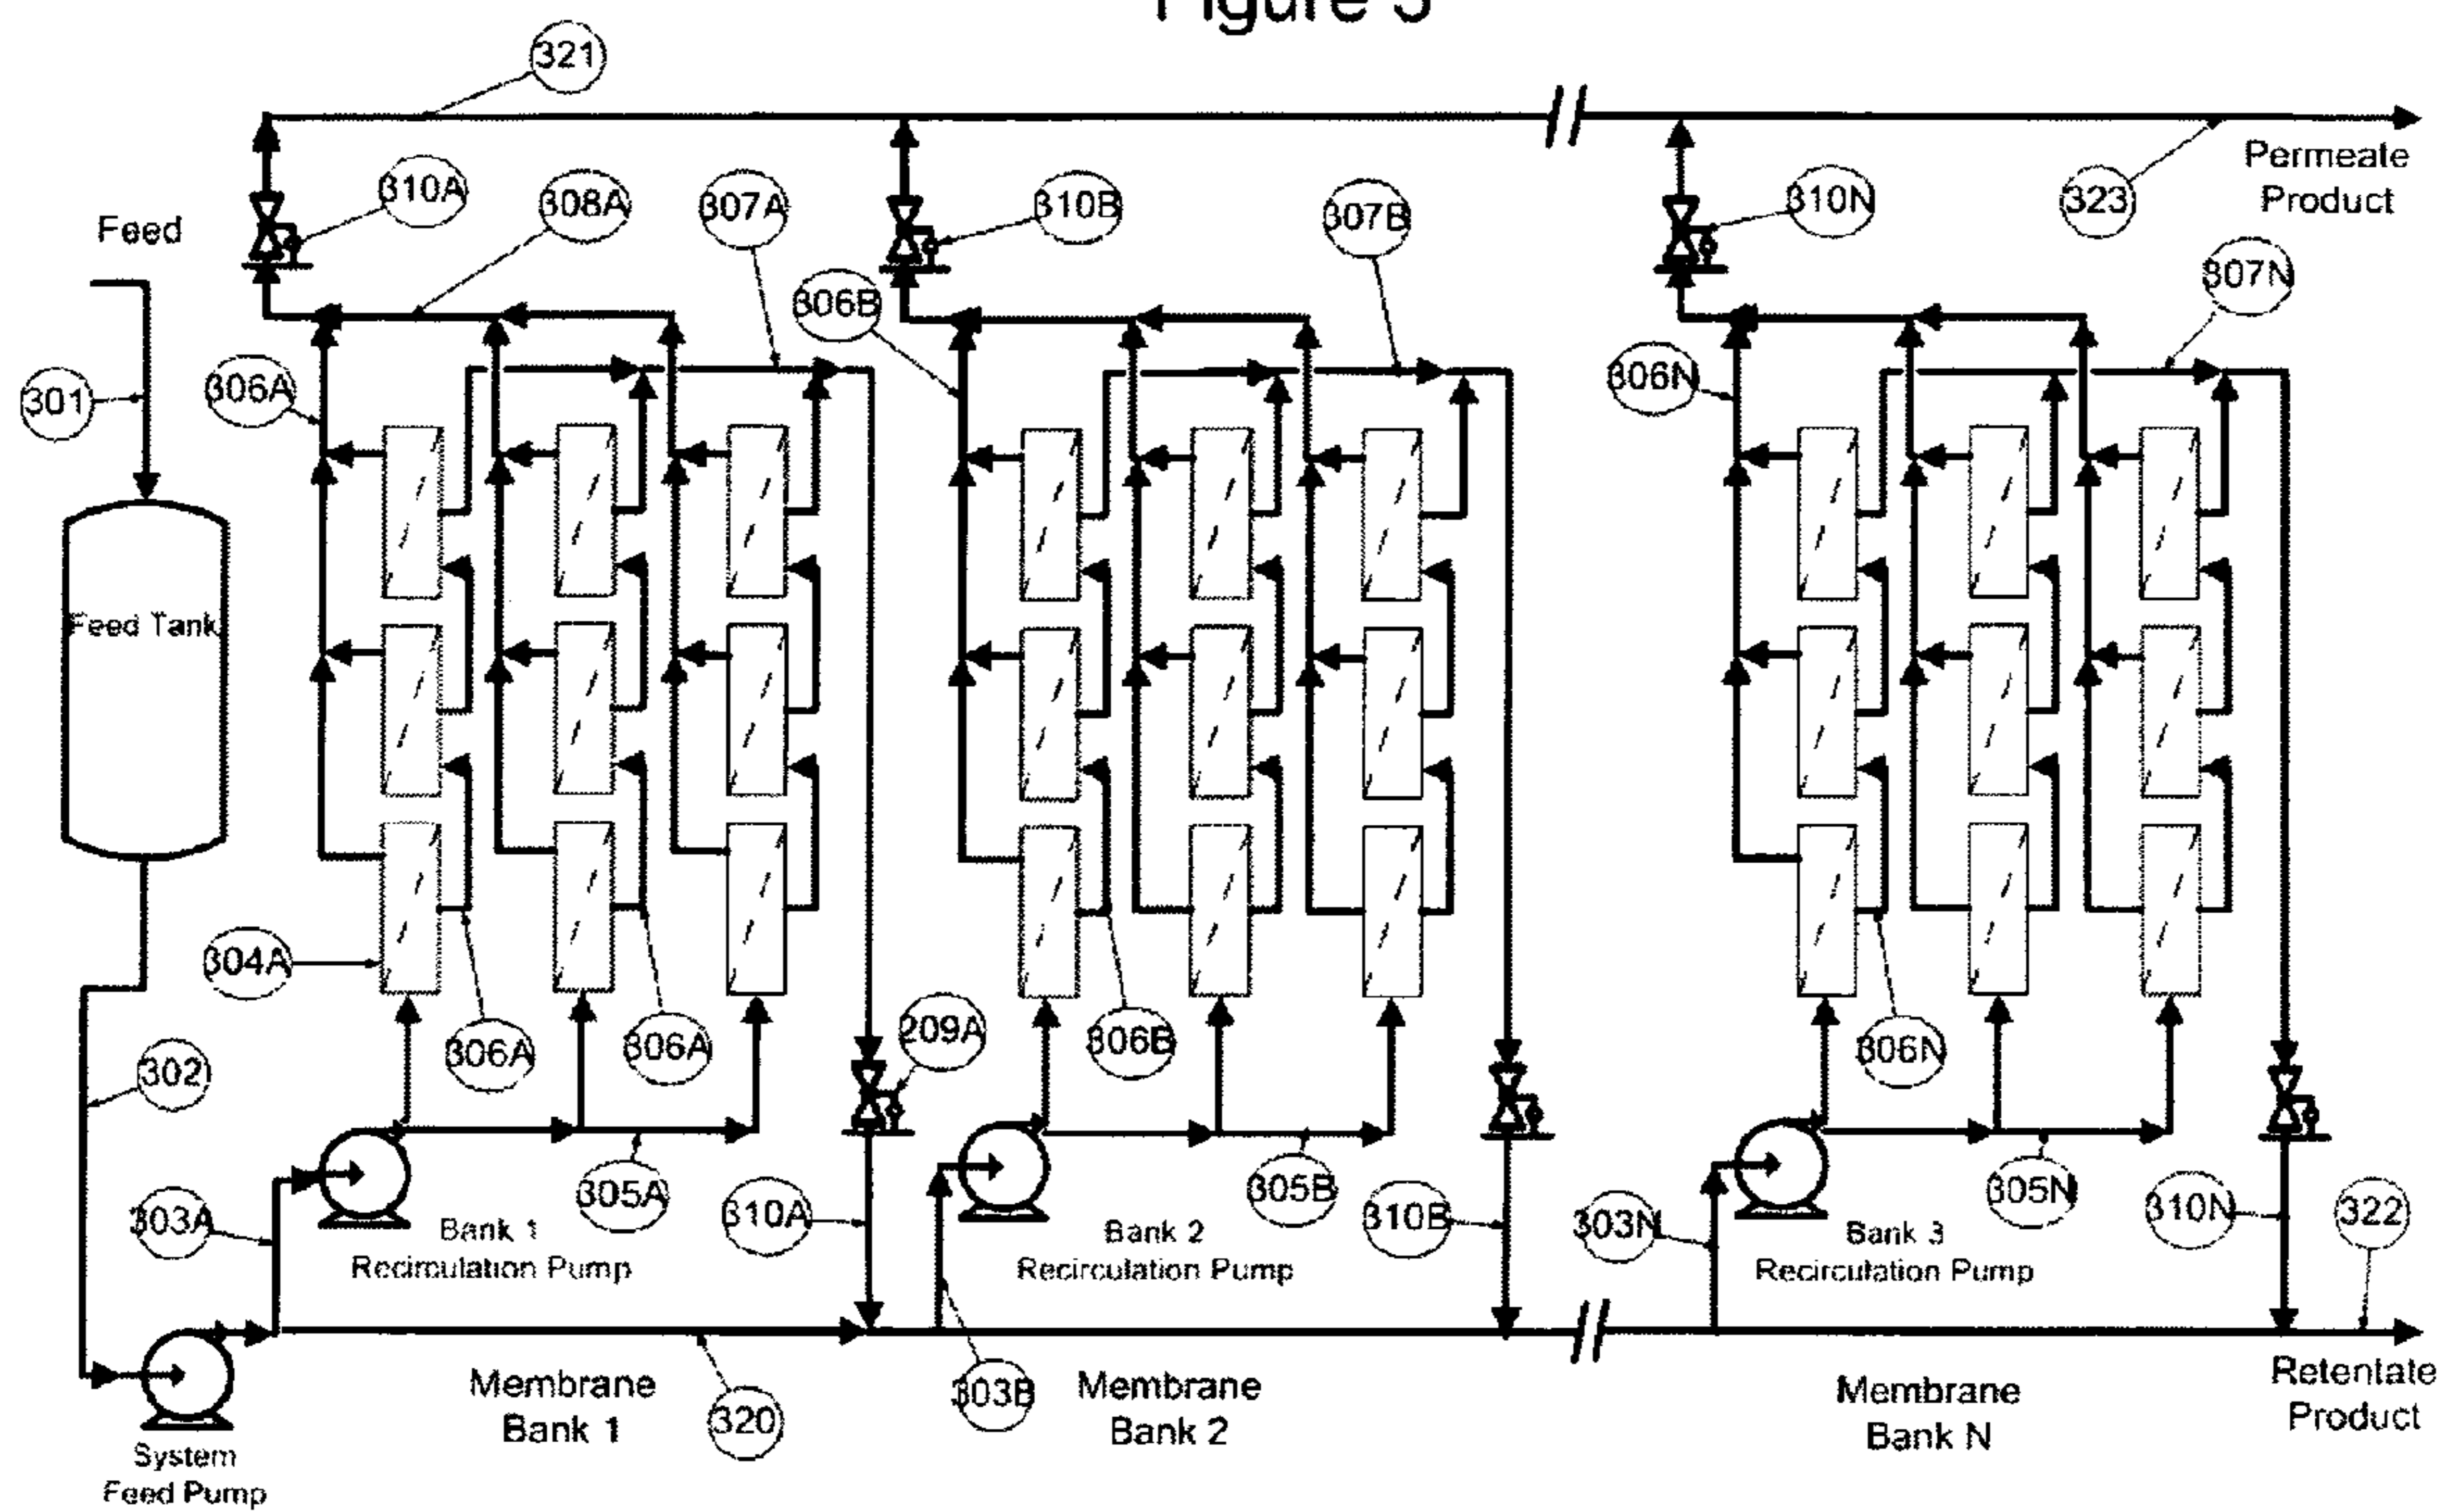 Figure 3
321
310A
308A
307A
310B
307B
310N
323
Permeate
Product
Feed
306B
307N
301
306A
306N
Feed Tank
304A
302
306A
306A
209A
306B
306N
303A
305A
310A
305B
310B
303N
305N
310N
322
Bank 1
Recirculation Pump
Bank 2
Recirculation Pump
Bank 3
Recirculation Pump
Membrane
Bank 1
320
303B
Membrane
Bank 2
Membrane
Bank N
Retentate
Product
System
Feed Pump